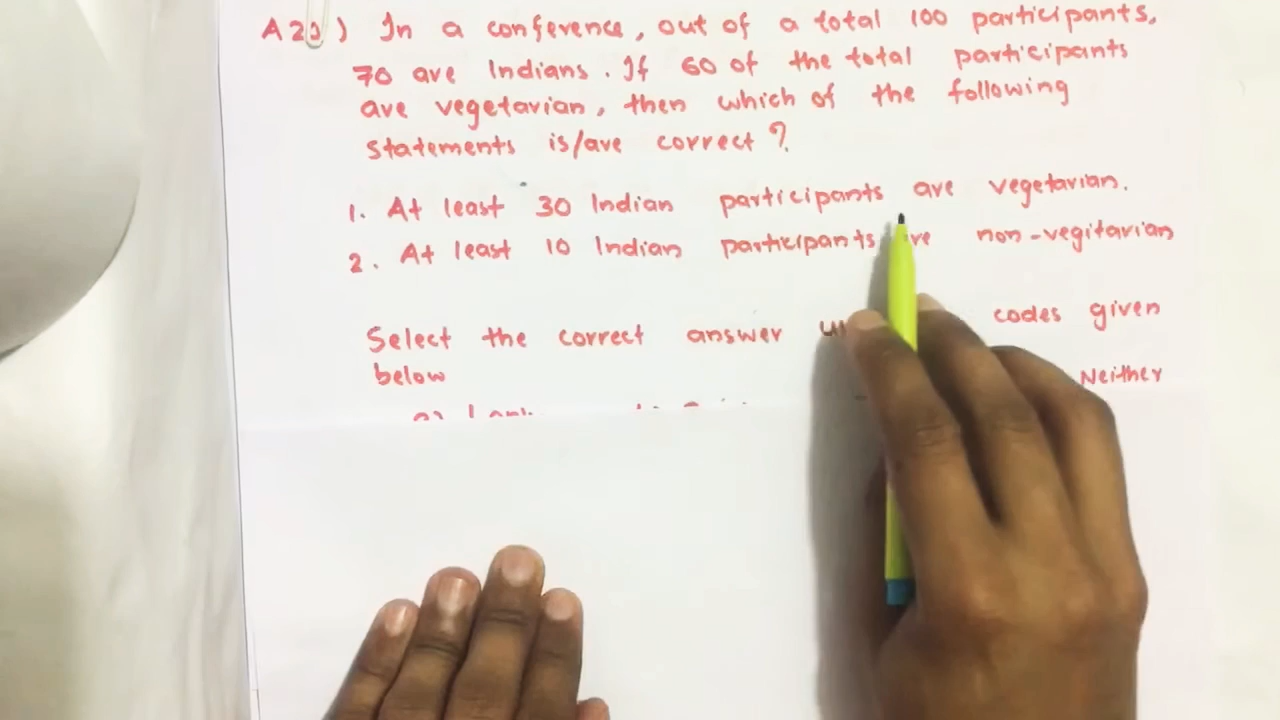 A2 ) In a conference, out of a total 100 participants,
70 are Indians. If 60 of the total participants
are vegetarian, then which of the following
statements is/are correct ?
1. At least 30 Indian participants are vegetarian.
2. At least 10 Indian participants are non-vegitarian
Select the correct answer codes given
below Neither